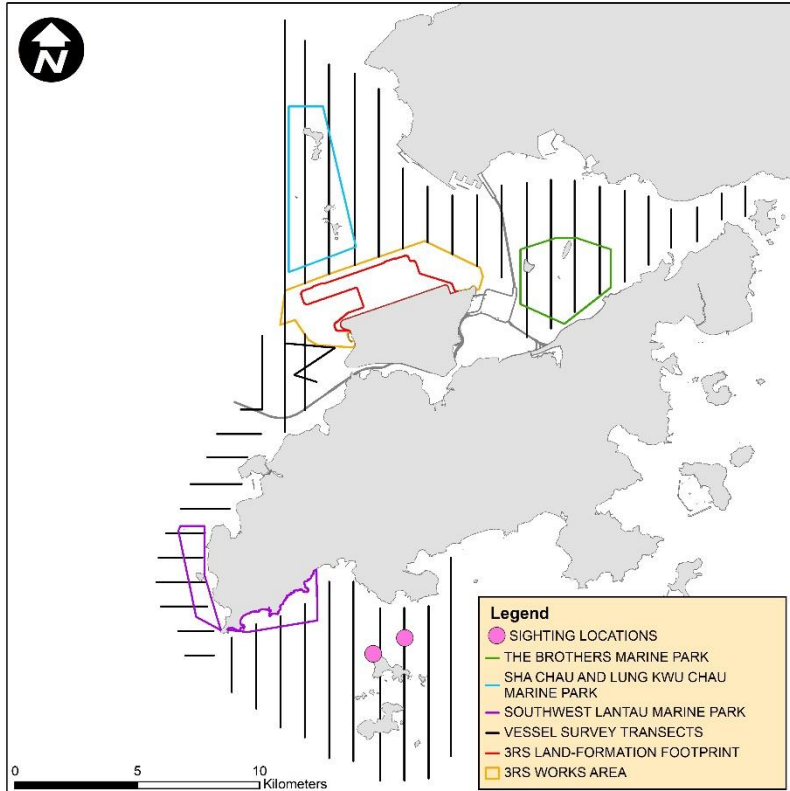 N
Legend
SIGHTING LOCATIONS
THE BROTHERS MARINE PARK
SHA CHAU AND LUNG KWU CHAU
MARINE PARK
SOUTHWEST LANTAU MARINE PARK
VESSEL SURVEY TRANSECTS
3RS LAND-FORMATION FOOTPRINT
3RS WORKS AREA
0 5 10
Kilometers